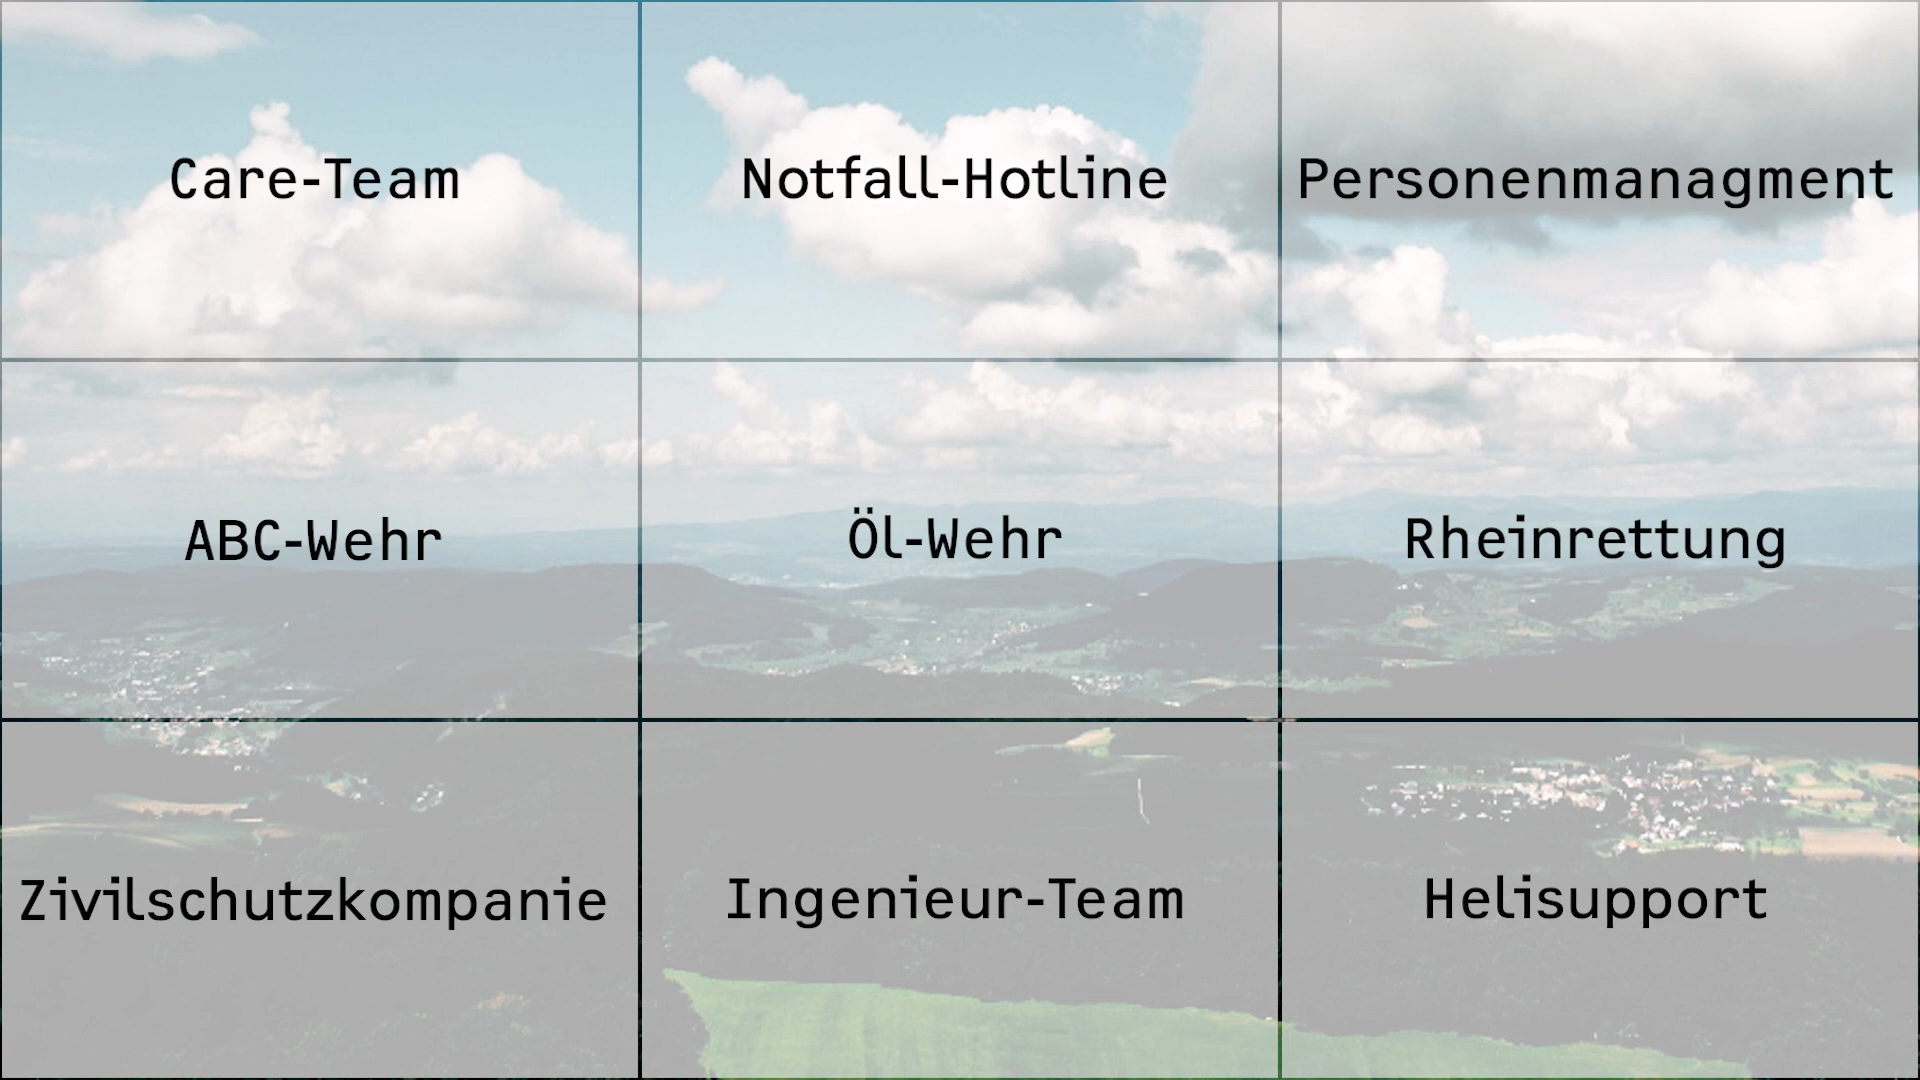 Care-Team
Notfall-Hotline
Personenmanagment
ABC-Wehr
Öl-Wehr
Rheinrettung
Zivilschutzkompanie
Ingenieur-Team
Helisupport